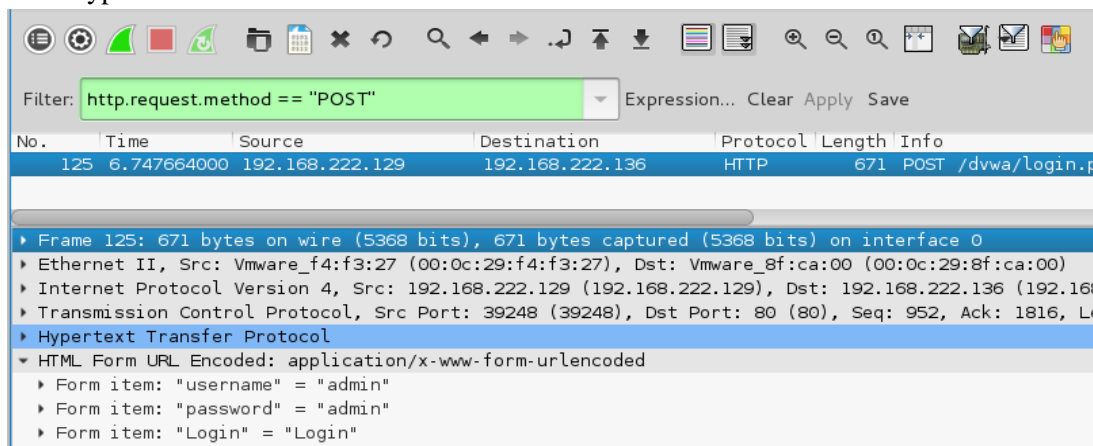 Filter: http.request.method == "POST" Expression... Clear Apply Save
No. Time Source Destination Protocol Length Info
125 6.747664000 192.168.222.129 192.168.222.136 HTTP 671 POST /dvwa/login.p
Frame 125: 671 bytes on wire (5368 bits), 671 bytes captured (5368 bits) on interface 0
Ethernet II, Src: Vmware_f4:f3:27 (00:0c:29:f4:f3:27), Dst: Vmware_8f:ca:00 (00:0c:29:8f:ca:00)
Internet Protocol Version 4, Src: 192.168.222.129 (192.168.222.129), Dst: 192.168.222.136 (192.168
Transmission Control Protocol, Src Port: 39248 (39248), Dst Port: 80 (80), Seq: 952, Ack: 1816, Le
Hypertext Transfer Protocol
HTML Form URL Encoded: application/x-www-form-urlencoded
Form item: "username" = "admin"
Form item: "password" = "admin"
Form item: "Login" = "Login"